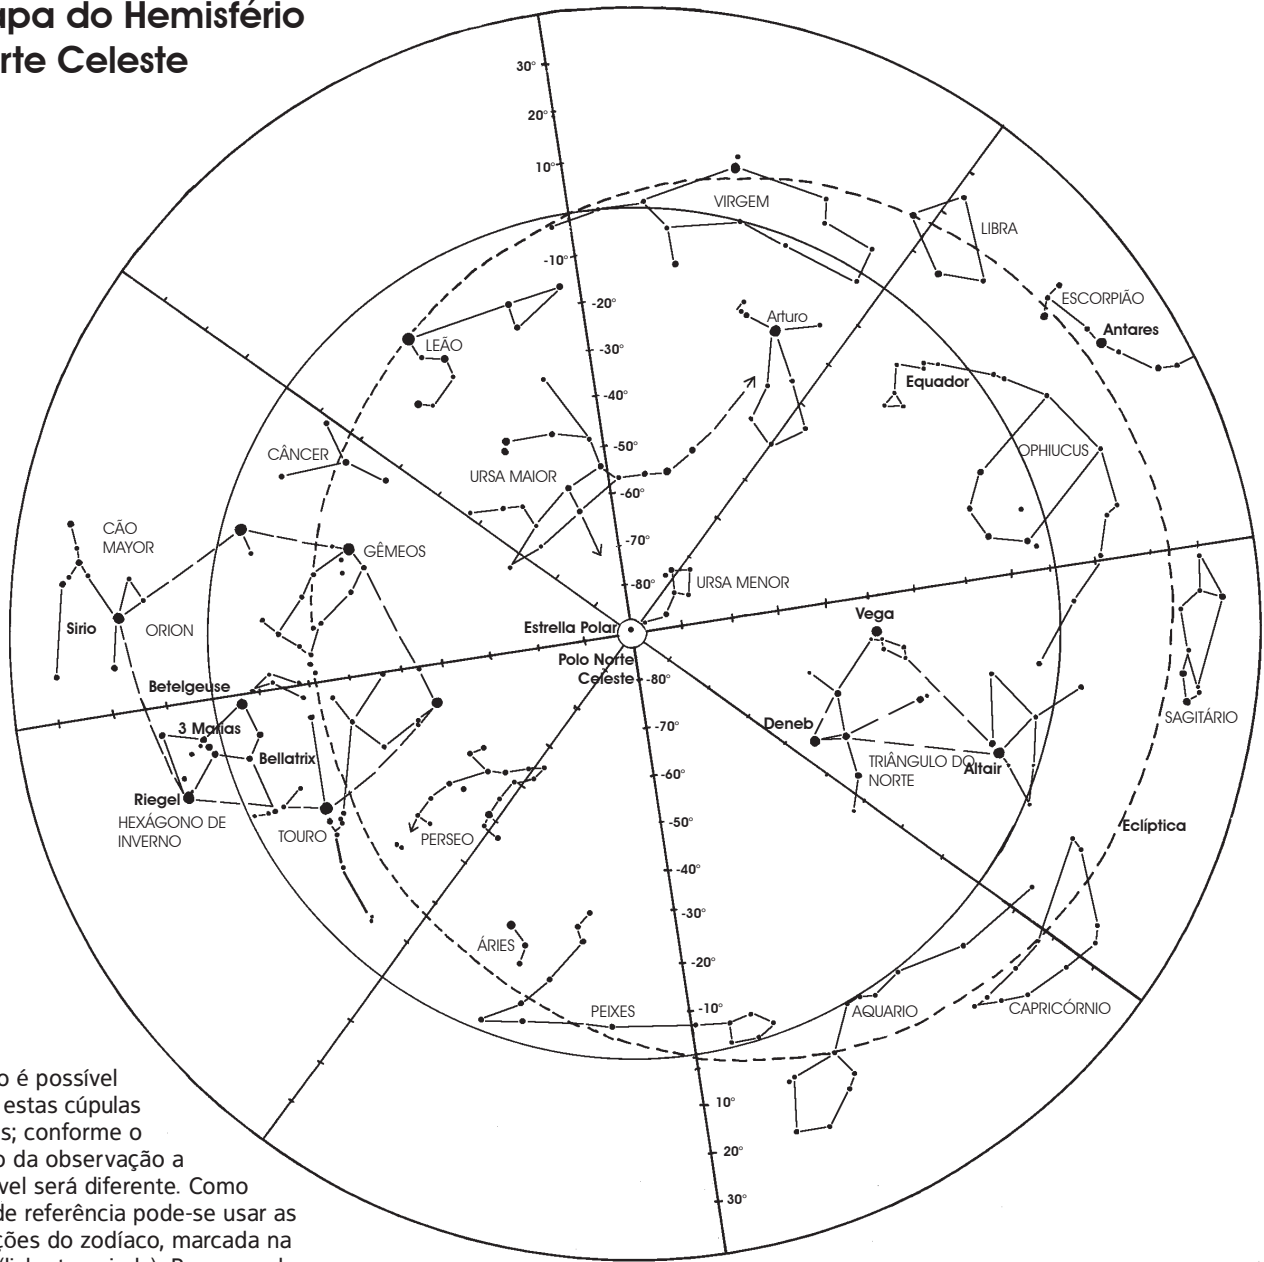 apa do Hemisfério
rte Celeste
30°
20°
10°
VIRGEM
LIBRA
-10°
-20°
ESCORPIÃO
Antares
Arturo
LEÃO
-30°
Equador
-40°
CÂNCER
-50°
OPHIUCUS
URSA MAIOR
-60°
CÃO
MAYOR
GÊMEOS
-70°
-80°
URSA MENOR
Vega
Sirio
ORION
Estrella Polar
Polo Norte
Celeste
-80°
Betelgeuse
SAGITÁRIO
3 Marias
-70°
Deneb
Bellatrix
TRIÂNGULO DO
NORTE
Altair
-60°
Riegel
HEXÁGONO DE
INVERNO
TOURO
PERSEO
-50°
Eclíptica
-40°
-30°
ÁRIES
-20°
PEIXES
-10°
AQUARIO
CAPRICÓRNIO
10°
20°
30°
o é possível
estas cúpulas
s; conforme o
o da observação a
vel será diferente. Como
de referência pode-se usar as
ções do zodíaco, marcada na